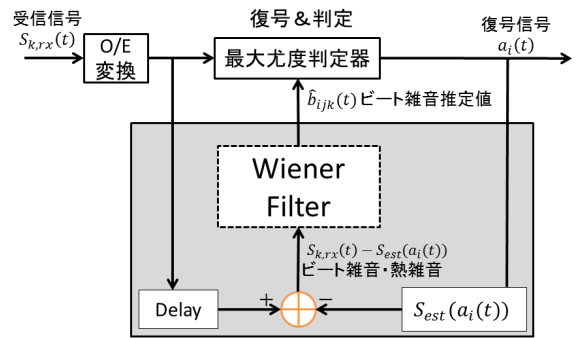 受信信号
S_{k,rx}(t)
O/E
変換
復号＆判定
最大尤度判定器
復号信号
a_i(t)
b̂_{ijk}(t) ビート雑音推定値
Wiener
Filter
S_{k,rx}(t) − S_{est}(a_i(t))
ビート雑音・熱雑音
Delay
+
−
S_{est}(a_i(t))